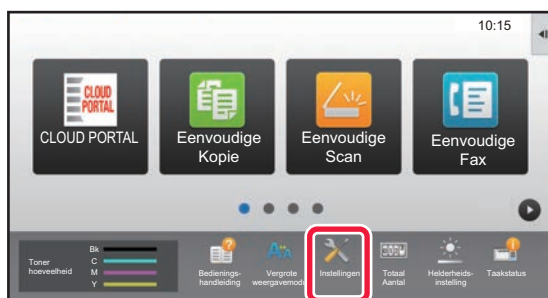 10:15
CLOUD
PORTAL
CLOUD PORTAL
Eenvoudige
Kopie
Eenvoudige
Scan
Eenvoudige
Fax
Toner
hoeveelheid
Bk
C
M
Y
Bedienings-
handleiding
Vergrote
weergavemodus
Instellingen
Totaal
Aantal
Helderheids-
instelling
Taakstatus